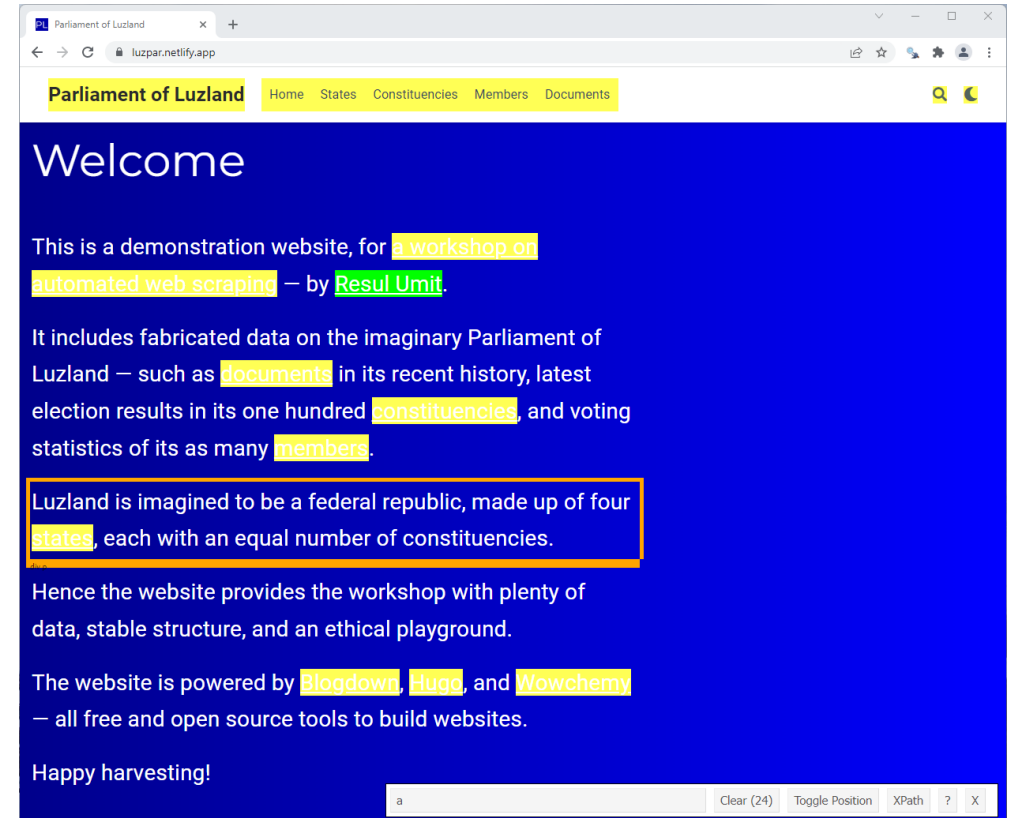 PL Parliament of Luzland
luzpar.netlify.app
Parliament of Luzland Home States Constituencies Members Documents
Welcome
This is a demonstration website, for a workshop on
automated web scraping — by Resul Umit.
It includes fabricated data on the imaginary Parliament of
Luzland — such as documents in its recent history, latest
election results in its one hundred constituencies, and voting
statistics of its as many members.
Luzland is imagined to be a federal republic, made up of four
states, each with an equal number of constituencies.
div p
Hence the website provides the workshop with plenty of
data, stable structure, and an ethical playground.
The website is powered by Blogdown, Hugo, and Wowchemy
— all free and open source tools to build websites.
Happy harvesting!
a Clear (24) Toggle Position XPath ? X